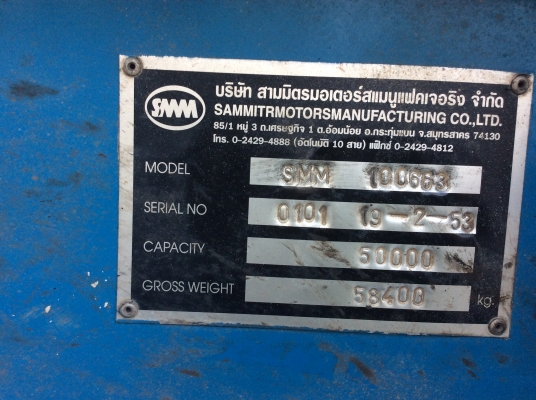 SMM
บริษัท สามมิตรมอเตอร์สแมนูแฟคเจอริง จำกัด
SAMMITRMOTORSMANUFACTURING CO.,LTD.
85/1 หมู่ 3 ถ.เศรษฐกิจ 1 ต.อ้อมน้อย อ.กระทุ่มแบน จ.สมุทรสาคร 74130
โทร. 0-2429-4888 (อัตโนมัติ 10 สาย) แฟ็กซ์ 0-2429-4812
MODEL SMM 100663
SERIAL NO 0101 19-2-53
CAPACITY 50000
GROSS WEIGHT 58400 kg.